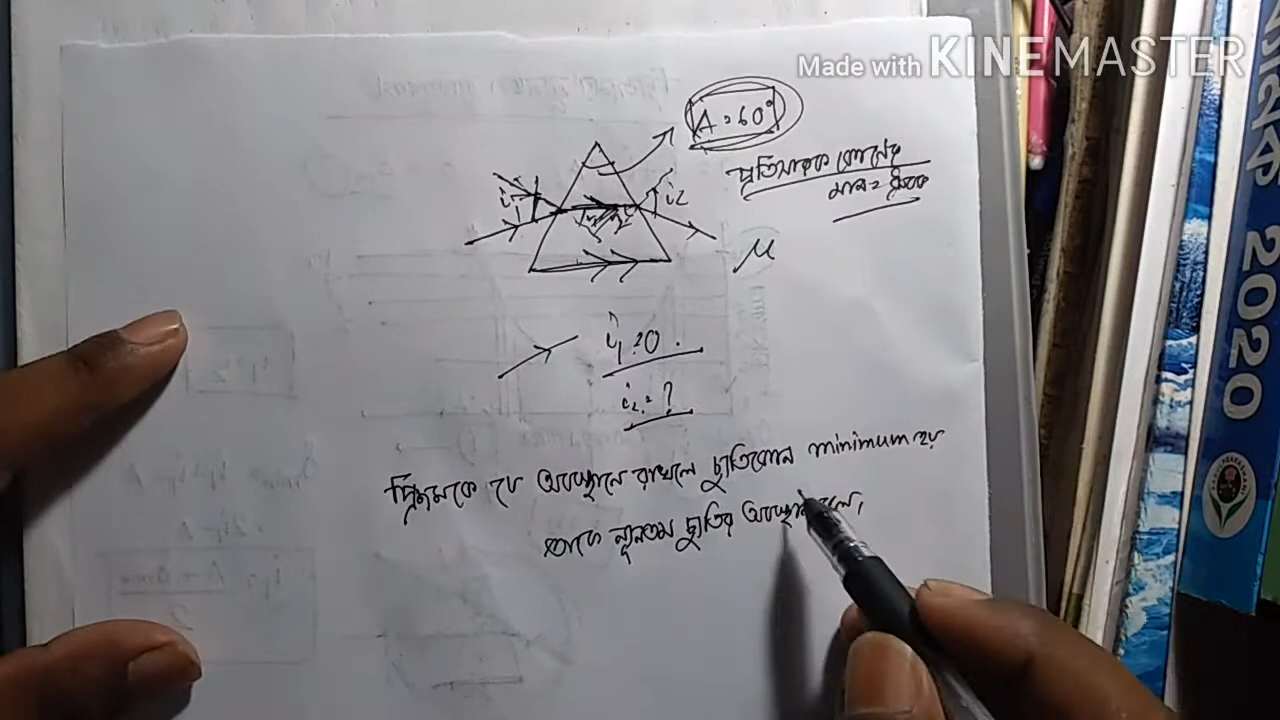 Made with KINEMASTER
A = 60°
প্রতিসারক কোণের
মান = ধ্রুবক
i₁
i₂
μ
i₁ = 0
i₂ = ?
প্রিজমকে যে অবস্থানে রাখলে চ্যুতিকোন minimum হয়
তাকে ন্যূনতম চ্যুতির অবস্থান বলে।
2020